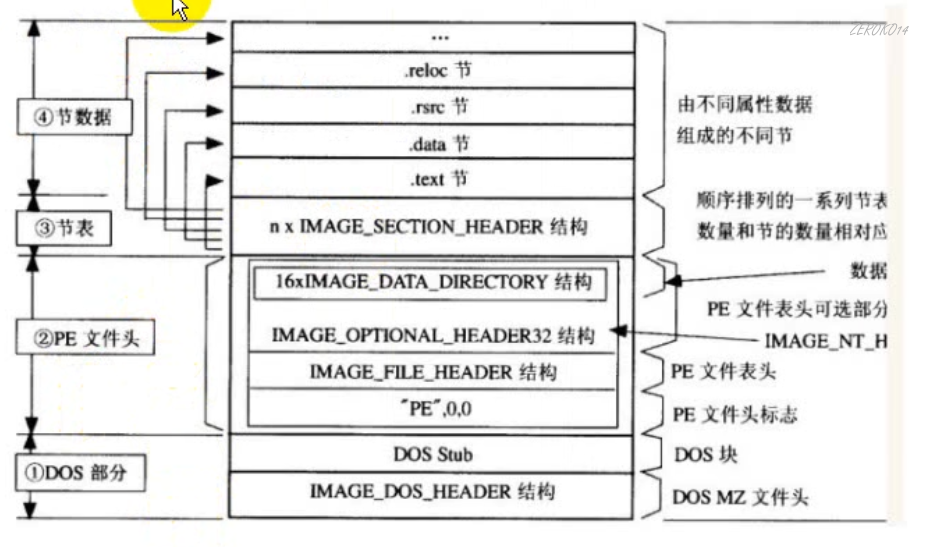 ZEROKO14
...
.reloc 节
.rsrc 节
④节数据
由不同属性数据
组成的不同节
.data 节
.text 节
顺序排列的一系列节表
③节表
n x IMAGE_SECTION_HEADER 结构
数量和节的数量相对应
16xIMAGE_DATA_DIRECTORY 结构
数据
PE 文件表头可选部分
②PE 文件头
IMAGE_OPTIONAL_HEADER32 结构
IMAGE_NT_H
IMAGE_FILE_HEADER 结构
PE 文件表头
"PE",0,0
PE 文件头标志
DOS Stub
DOS 块
①DOS 部分
IMAGE_DOS_HEADER 结构
DOS MZ 文件头